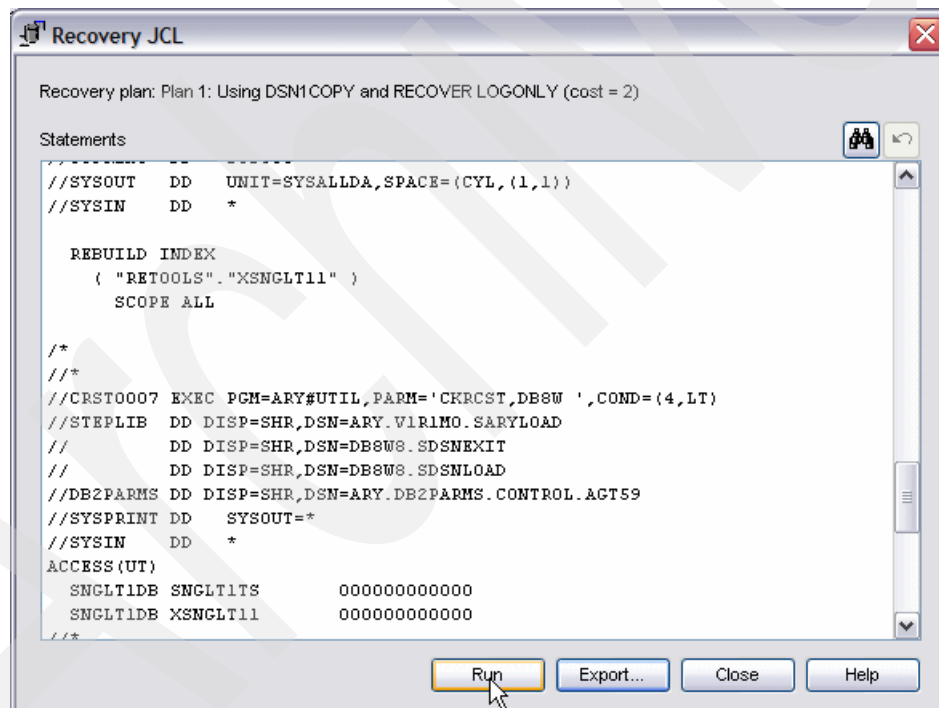 Recovery JCL
Recovery plan: Plan 1: Using DSN1COPY and RECOVER LOGONLY (cost = 2)
Statements
//SYSOUT   DD    UNIT=SYSALLDA,SPACE=(CYL,(1,1))
//SYSIN    DD    *
  REBUILD INDEX
    ( "RETOOLS"."XSNGLT11" )
      SCOPE ALL
/*
//*
//CRST0007 EXEC PGM=ARY#UTIL,PARM='CKRCST,DB8W ',COND=(4,LT)
//STEPLIB  DD DISP=SHR,DSN=ARY.V1R1M0.SARYLOAD
//         DD DISP=SHR,DSN=DB8W8.SDSNEXIT
//         DD DISP=SHR,DSN=DB8W8.SDSNLOAD
//DB2PARMS DD DISP=SHR,DSN=ARY.DB2PARMS.CONTROL.AGT59
//SYSPRINT DD   SYSOUT=*
//SYSIN    DD   *
ACCESS(UT)
  SNGLT1DB SNGLT1TS       000000000000
  SNGLT1DB XSNGLT11       000000000000
//*
Run Export... Close Help